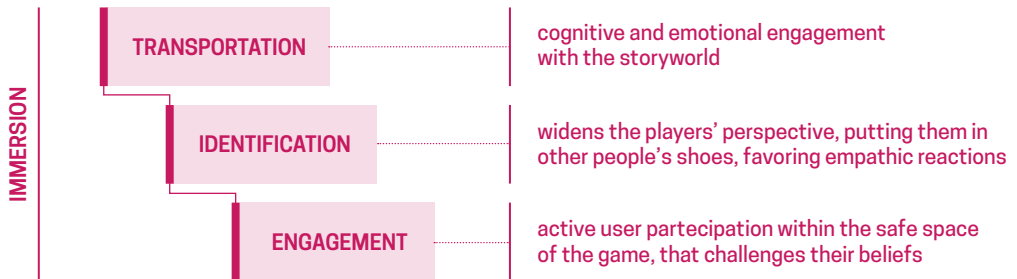 IMMERSION
TRANSPORTATION
cognitive and emotional engagement
with the storyworld
IDENTIFICATION
widens the players’ perspective, putting them in
other people’s shoes, favoring empathic reactions
ENGAGEMENT
active user partecipation within the safe space
of the game, that challenges their beliefs